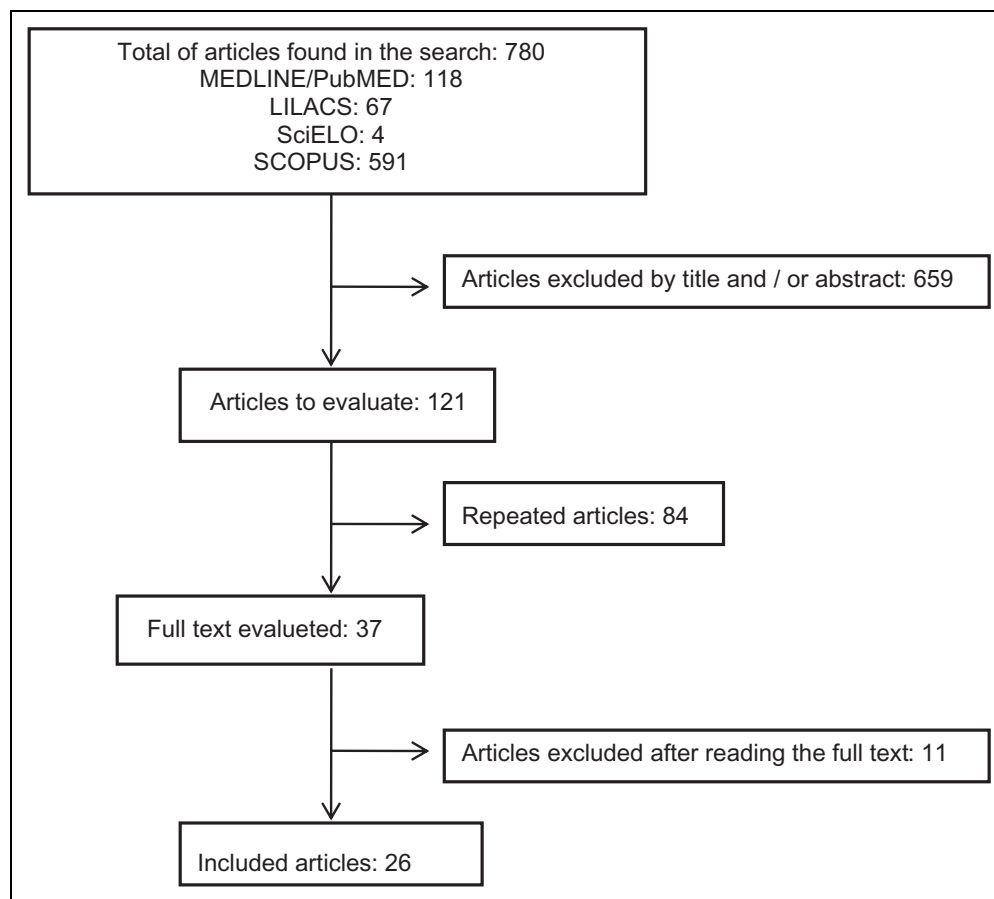 Total of articles found in the search: 780
MEDLINE/PubMED: 118
LILACS: 67
SciELO: 4
SCOPUS: 591
Articles excluded by title and / or abstract: 659
Articles to evaluate: 121
Repeated articles: 84
Full text evalueted: 37
Articles excluded after reading the full text: 11
Included articles: 26